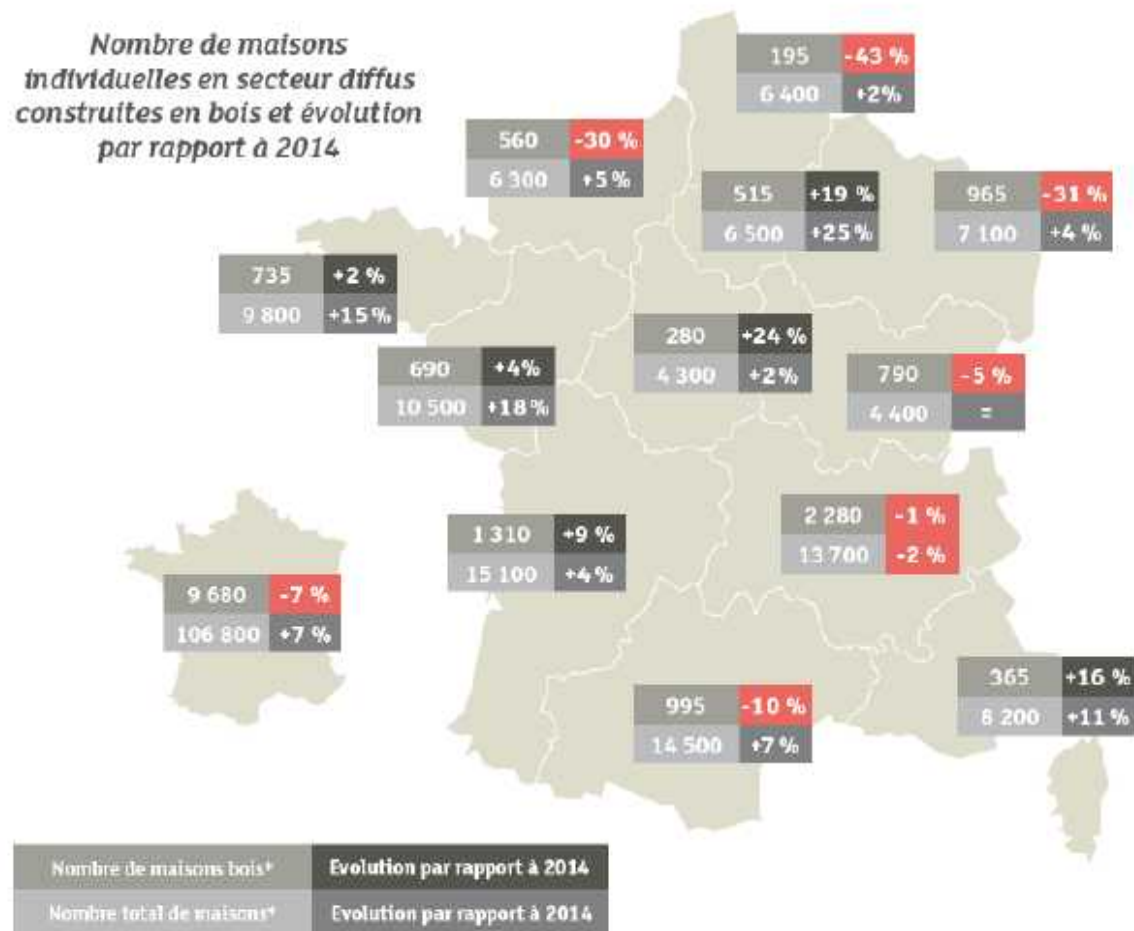 Nombre de maisons
individuelles en secteur diffus
construites en bois et évolution
par rapport à 2014
195 -43 %
6 400 +2%
560 -30 %
6 300 +5%
515 +19 %
6 500 +25%
965 -31 %
7 100 +4 %
735 +2 %
9 800 +15%
280 +24 %
4 300 +2%
690 +4%
10 500 +18%
790 -5 %
4 400 =
2 280 -1 %
13 700 -2 %
1 310 +9 %
15 100 +4%
9 680 -7 %
106 800 +7 %
365 +16 %
8 200 +11%
995 -10 %
14 500 +7%
Nombre de maisons bois* Evolution par rapport à 2014
Nombre total de maisons* Evolution par rapport à 2014